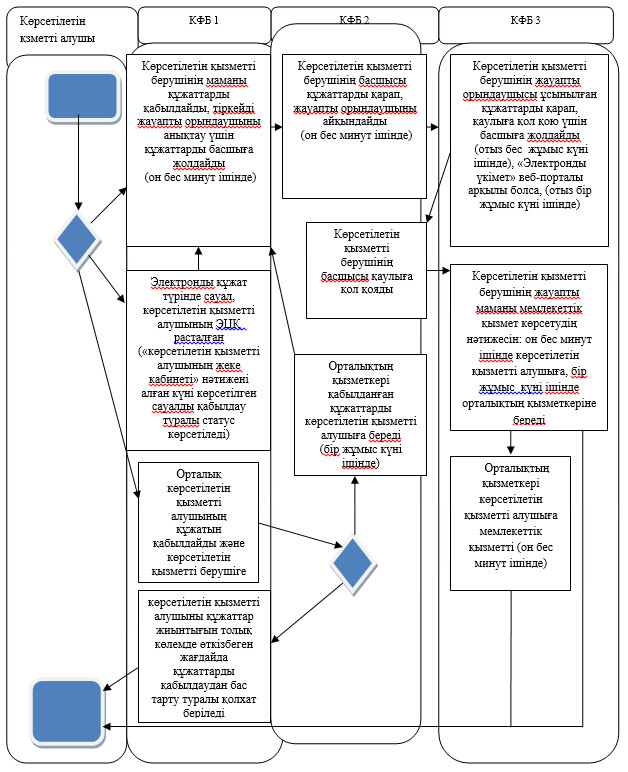 Көрсетілетін
қзметті алушы
КФБ 1
КФБ 2
КФБ 3
Көрсетілетін қызметті
берушінің маманы
құжаттарды
қабылдайды, тіркейді
жауапты орындаушыны
анықтау үшін
құжаттарды басшыға
жолдайды
(он бес минут ішінде)
Көрсетілетін қызметті
берушінің басшысы
құжаттарды қарап,
жауапты орындаушыны
айқындайды
(он бес минут ішінде)
Көрсетілетін қызметті
берушінің жауапты
орындаушысы ұсынылған
құжаттарды қарап,
қаулыға қол қою үшін
басшыға жолдайды
(отыз бес жұмыс күні
ішінде), «Электронды
үкімет» веб-порталы
арқылы болса, (отыз бір
жұмыс күні ішінде)
Көрсетілетін
қызметті
берушінің
басшысы қаулыға
қол қояды
Көрсетілетін қызметті
берушінің жауапты
маманы мемлекеттік
қызмет көрсетудің
нәтижесін: он бес минут
ішінде көрсетілетін
қызметті алушыға, бір
жұмыс күні ішінде
орталықтың қызметкеріне
береді
Электронды құжат
түрінде сауал,
көрсетілетін қызметті
алушының ЭЦҚ
расталған
(«көрсетілетін қызметті
алушының жеке
кабинеті» нәтижені
алған күні көрсетілген
сауалды қабылдау
туралы статус
көрсетіледі)
Орталықтың
қызметкері
қабылданған
құжаттарды
көрсетілетін қызметті
алушыға береді
(бір жұмыс күні
ішінде)
Орталық
көрсетілетін
қызметті
алушының
құжатын
қабылдайды және
көрсетілетін
қызметті берушіге
Орталықтың
қызметкері
көрсетілетін
қызметті алушыға
мемлекеттік
қызметті (он бес
минут ішінде)
көрсетілетін қызметті
алушыны құжаттар
жиынтығын толық
көлемде өткізбеген
жағдайда
құжаттарды
қабылдаудан бас
тарту туралы қолхат
беріледі